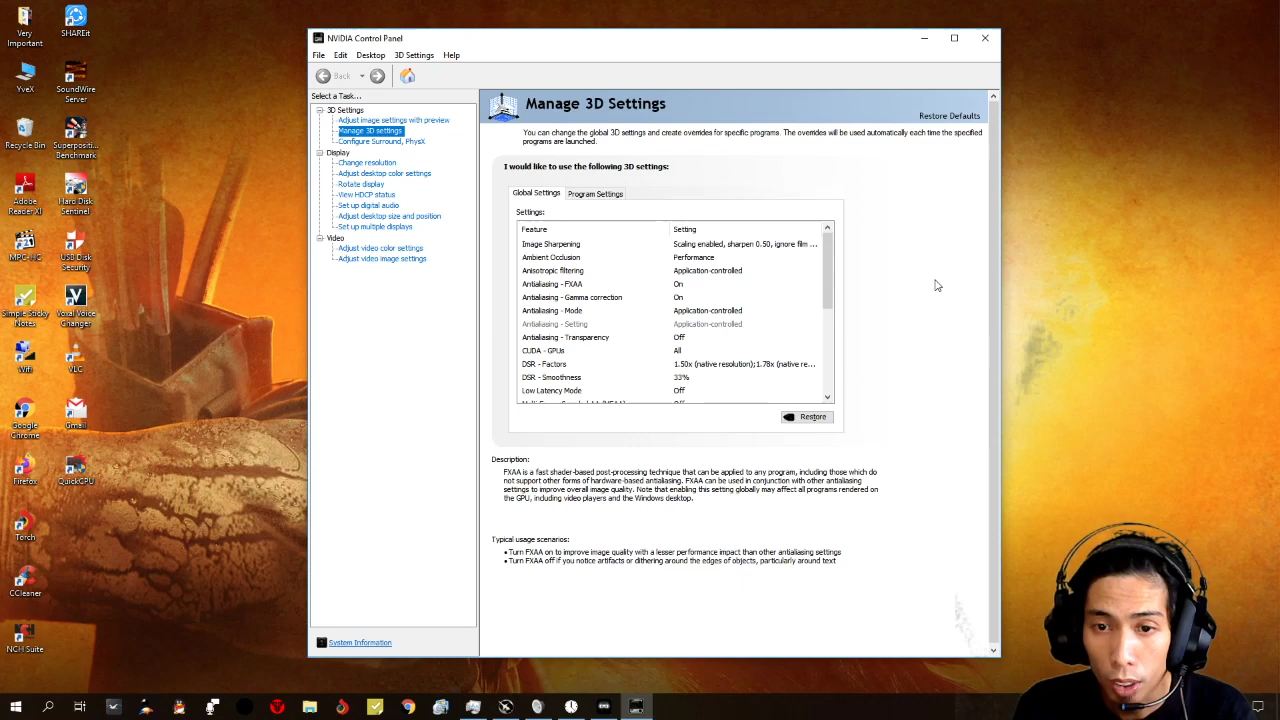 Very
Important
SHAREit
YveX
SoundWire
Server
Recycle Bin
Superpositi...
Benchmark
Adobe
Reader XI
Hard Disk
Sentinel
MPC-HC
USB Disk
Security
Simple Sticky
Notes
Voxal Voice
Changer
Wifi
VLC
Google
Chrome
Gmail
Firefox
QuickGPU
Torch
CCleaner
NCH Suite
NVIDIA Control Panel
File Edit Desktop 3D Settings Help
Back
Select a Task...
3D Settings
Adjust image settings with preview
Manage 3D settings
Configure Surround, PhysX
Display
Change resolution
Adjust desktop color settings
Rotate display
View HDCP status
Set up digital audio
Adjust desktop size and position
Set up multiple displays
Video
Adjust video color settings
Adjust video image settings
System Information
Manage 3D Settings
Restore Defaults
You can change the global 3D settings and create overrides for specific programs. The overrides will be used automatically each time the specified
programs are launched.
I would like to use the following 3D settings:
Global Settings Program Settings
Settings:
Feature Setting
Image Sharpening Scaling enabled, sharpen 0.50, ignore film ...
Ambient Occlusion Performance
Anisotropic filtering Application-controlled
Antialiasing - FXAA On
Antialiasing - Gamma correction On
Antialiasing - Mode Application-controlled
Antialiasing - Setting Application-controlled
Antialiasing - Transparency Off
CUDA - GPUs All
DSR - Factors 1.50x (native resolution);1.78x (native re...
DSR - Smoothness 33%
Low Latency Mode Off
Restore
Description:
FXAA is a fast shader-based post-processing technique that can be applied to any program, including those which do
not support other forms of hardware-based antialiasing. FXAA can be used in conjunction with other antialiasing
settings to improve overall image quality. Note that enabling this setting globally may affect all programs rendered on
the GPU, including video players and the Windows desktop.
Typical usage scenarios:
• Turn FXAA on to improve image quality with a lesser performance impact than other antialiasing settings
• Turn FXAA off if you notice artifacts or dithering around the edges of objects, particularly around text